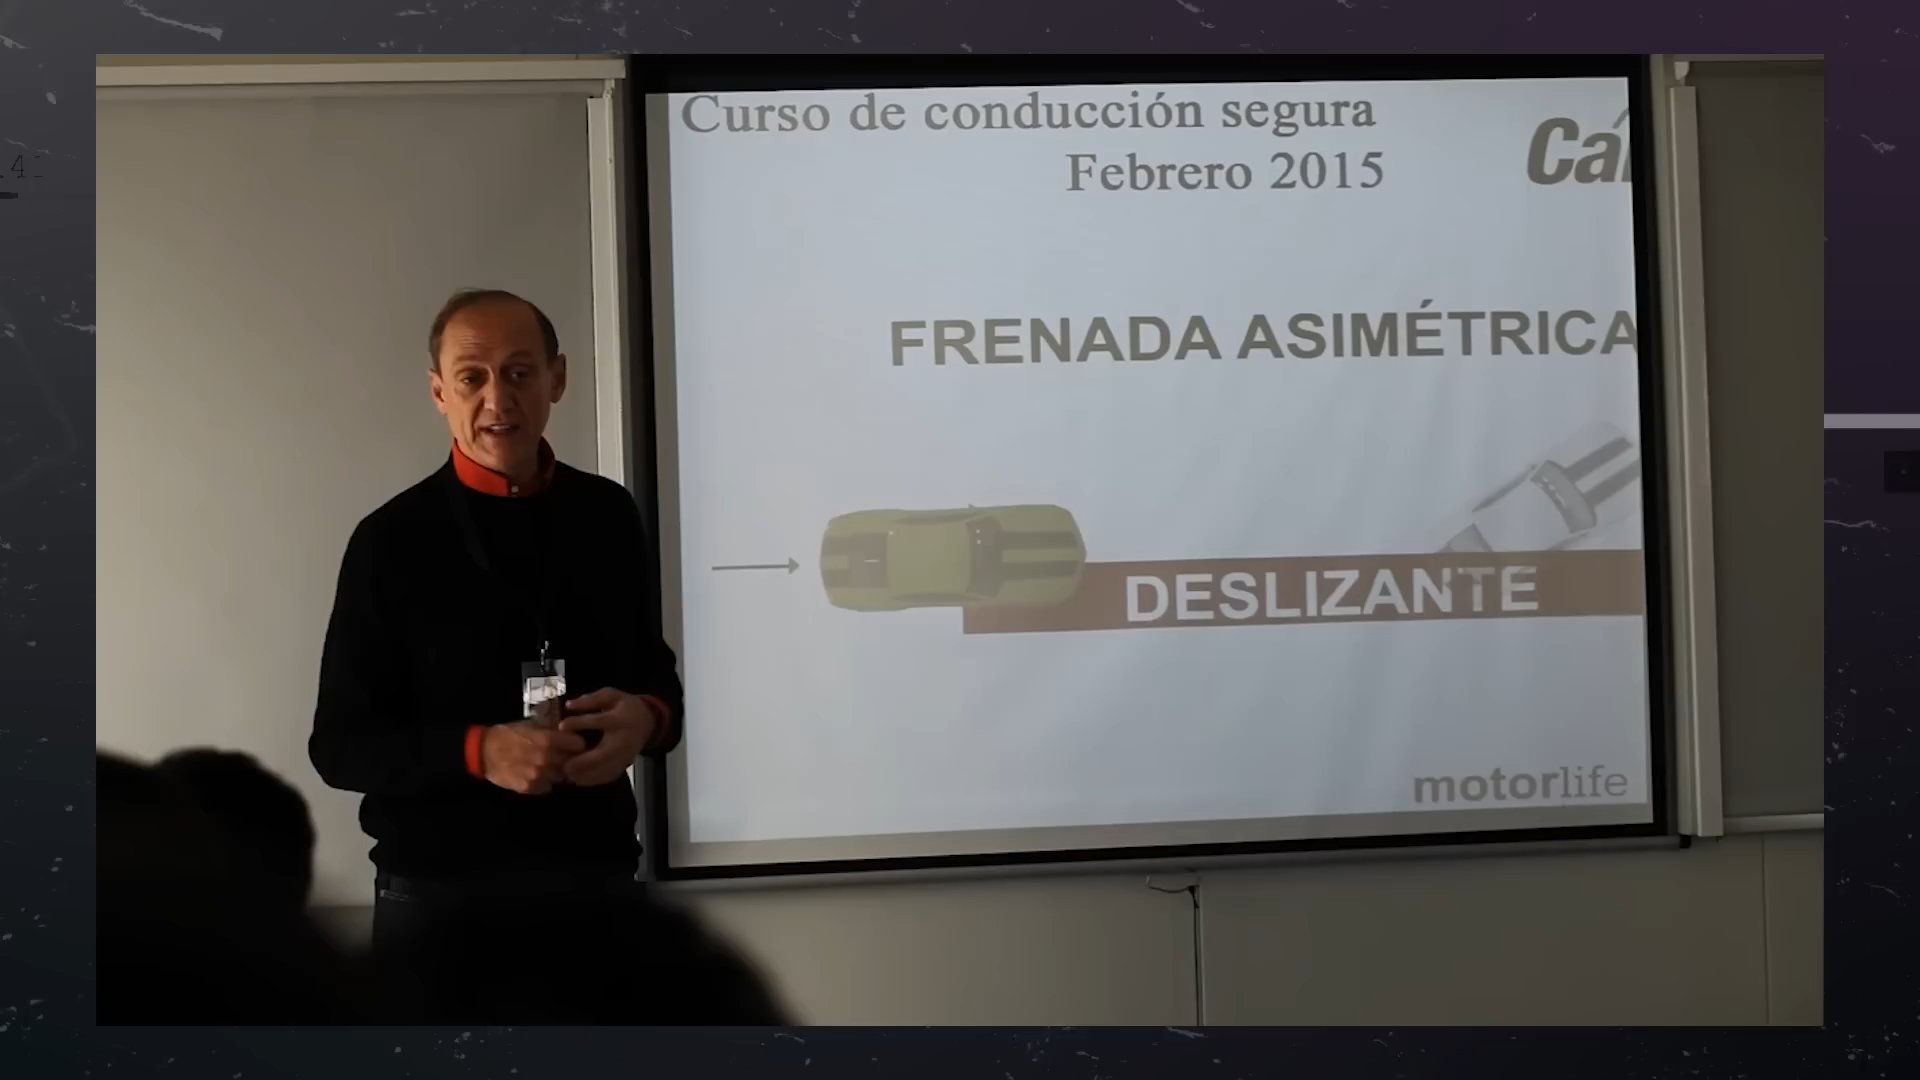 Curso de conducción segura
Febrero 2015
FRENADA ASIMÉTRICA
DESLIZANTE
motorlife